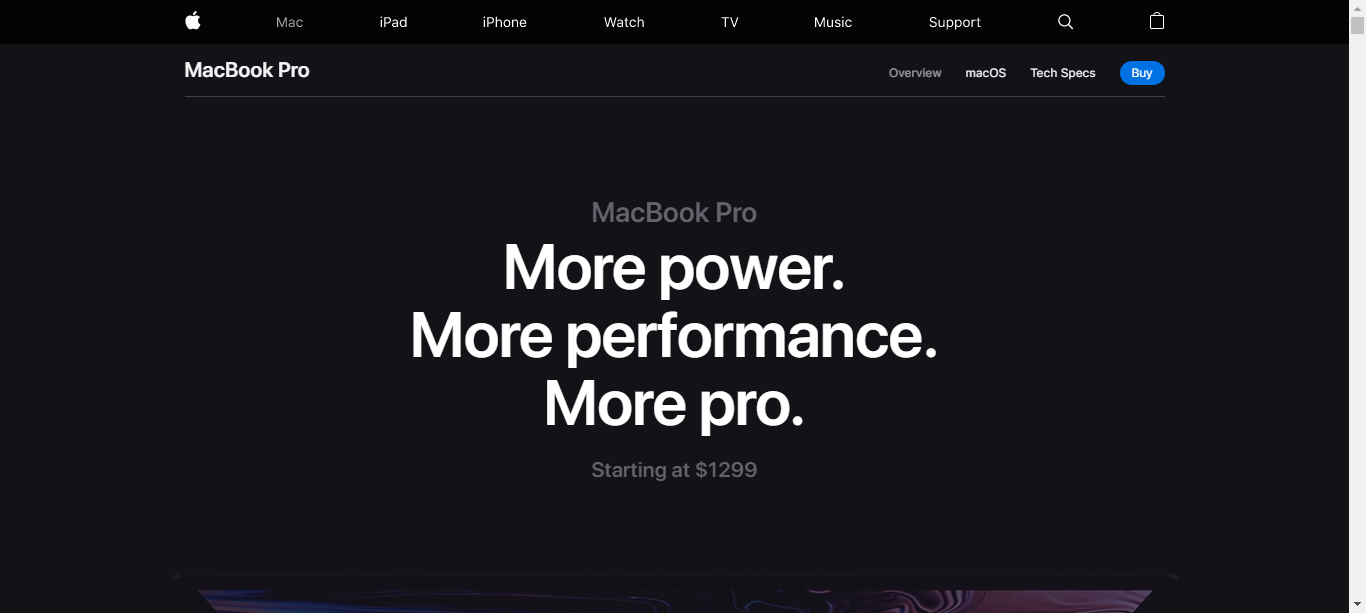 Mac iPad iPhone Watch TV Music Support
MacBook Pro Overview macOS Tech Specs Buy
MacBook Pro
More power.
More performance.
More pro.
Starting at $1299